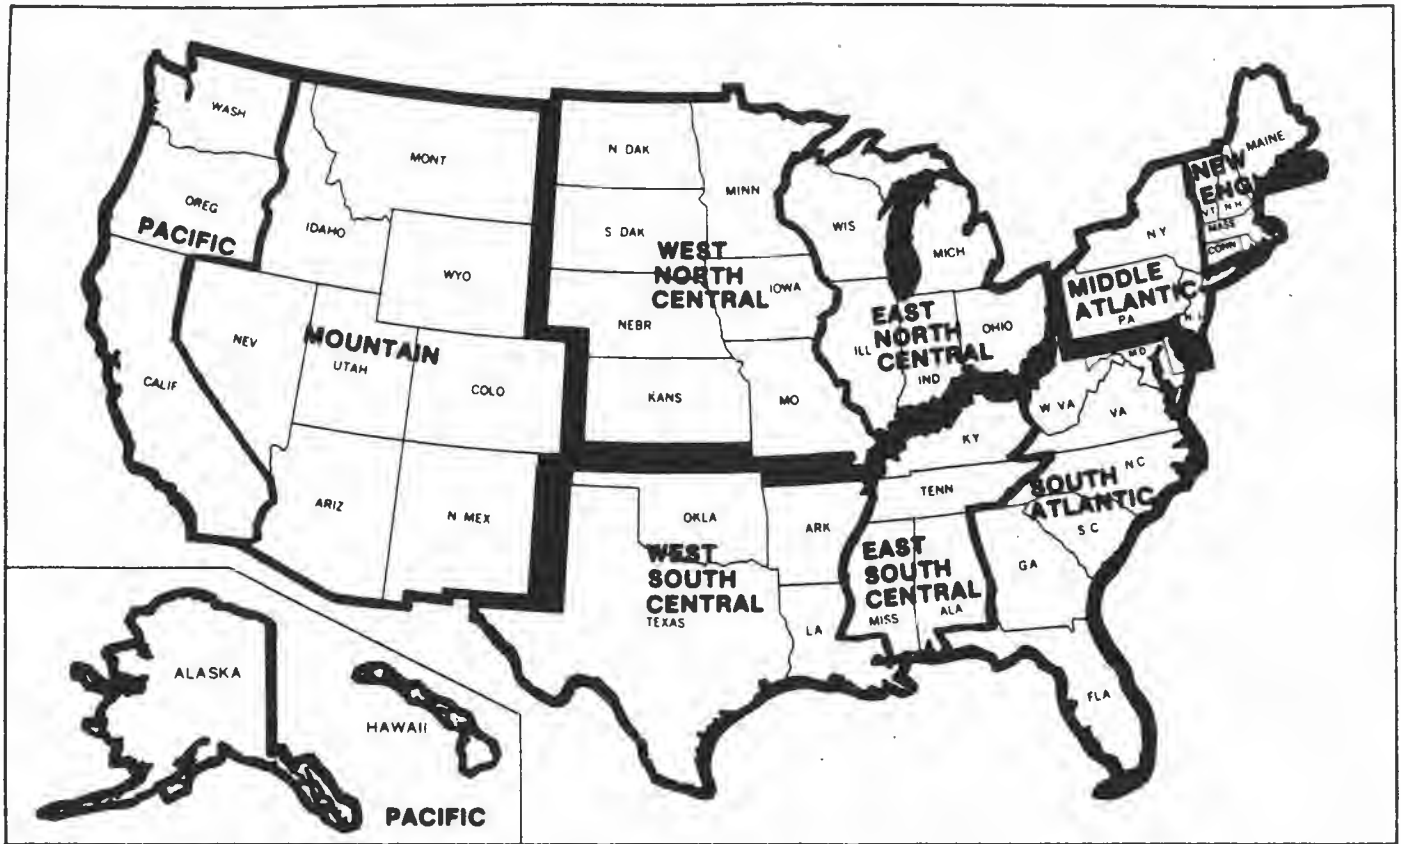 WASH
OREG
PACIFIC
CALIF
MONT
IDAHO
WYO
NEV
MOUNTAIN
UTAH
COLO
ARIZ
N MEX
N DAK
S DAK
MINN
WEST
NORTH
CENTRAL
IOWA
NEBR
KANS
MO
WIS
MICH
EAST
NORTH
CENTRAL
ILL
IND
OHIO
NEW
ENG
MAINE
VT
N H
MASS
CONN
N Y
MIDDLE
ATLANTIC
PA
MD
W VA
VA
N C
SOUTH
ATLANTIC
S C
GA
FLA
KY
TENN
EAST
SOUTH
CENTRAL
MISS
ALA
OKLA
ARK
WEST
SOUTH
CENTRAL
TEXAS
LA
ALASKA
HAWAII
PACIFIC